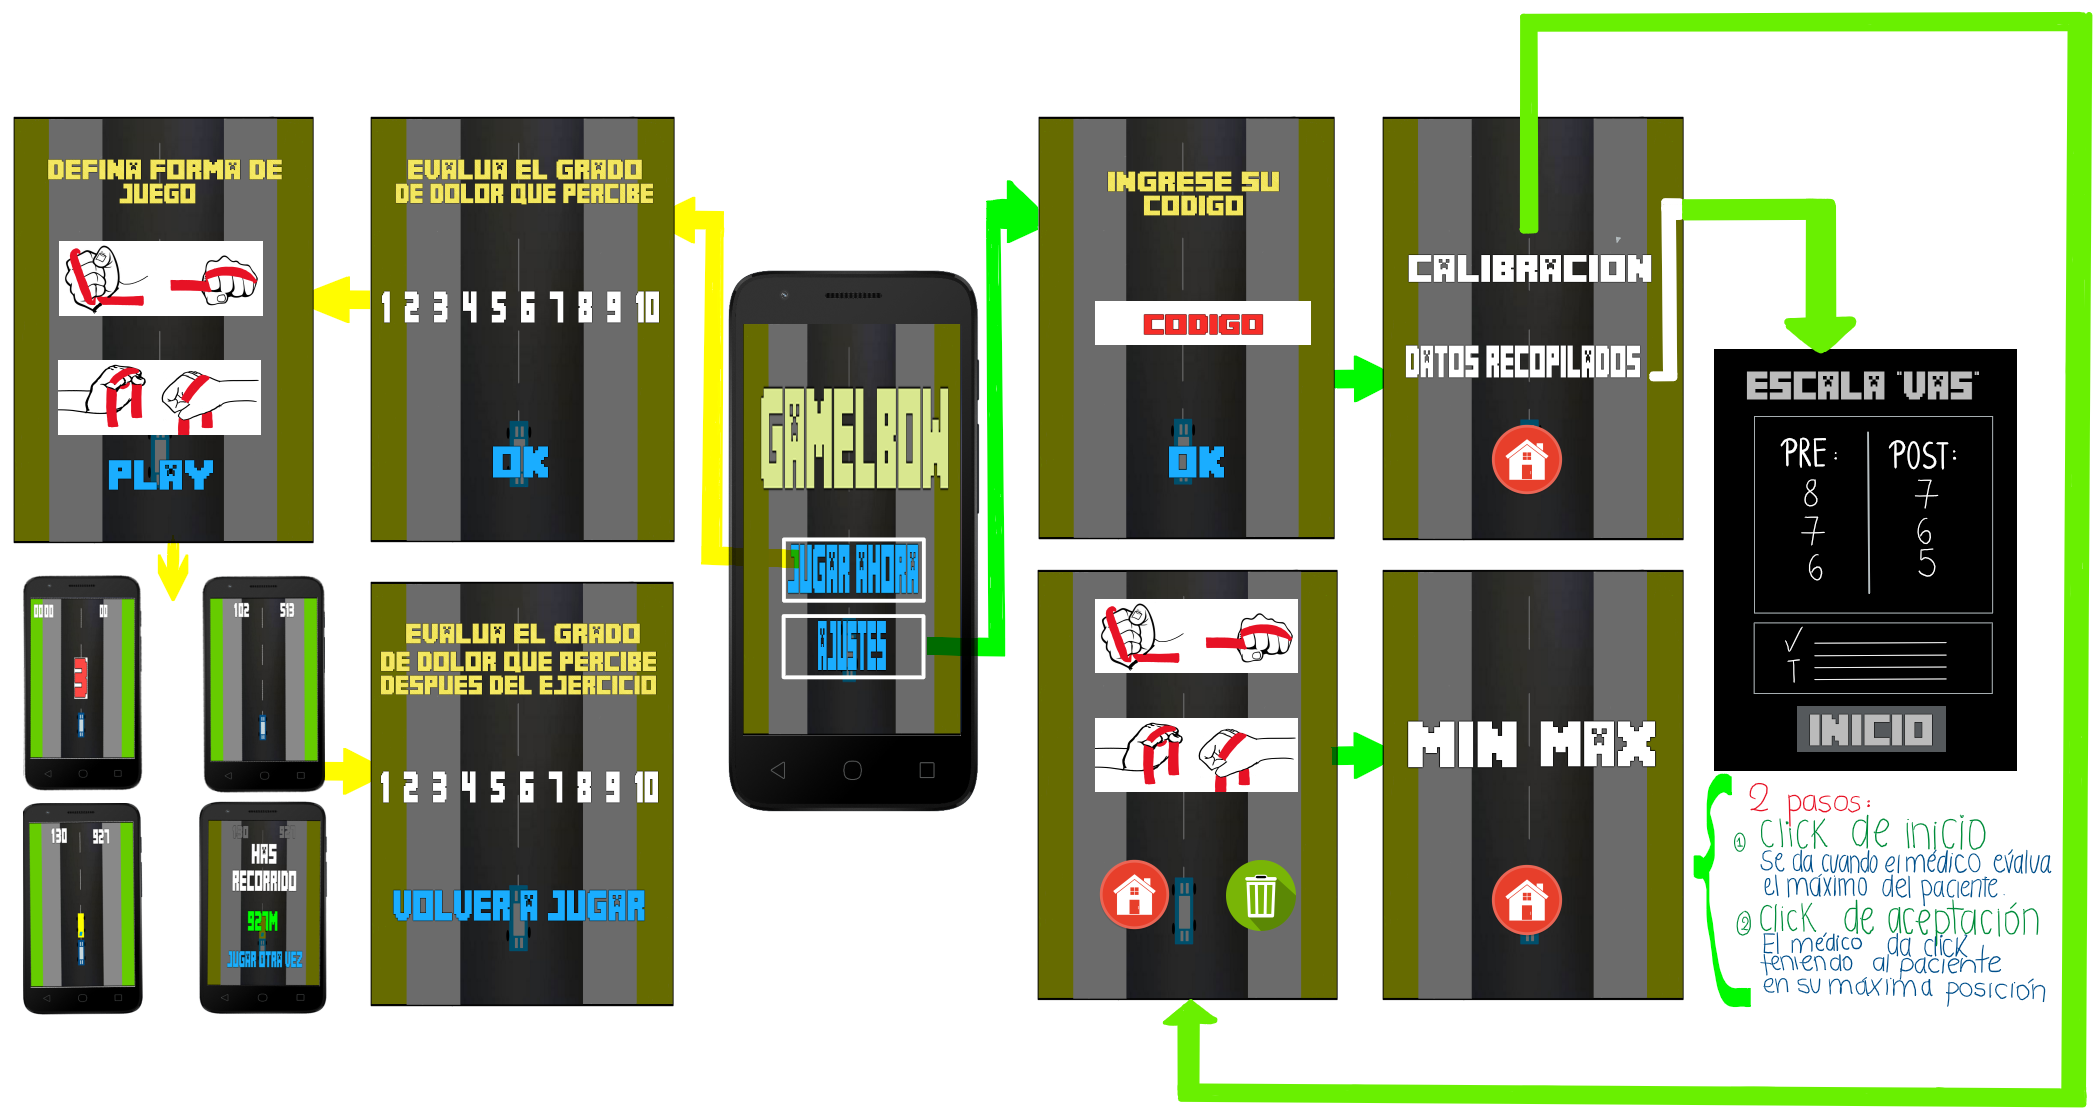 DEFINA FORMA DE
JUEGO
PLAY
EVALUA EL GRADO
DE DOLOR QUE PERCIBE
1 2 3 4 5 6 7 8 9 10
OK
0000 00
3
102 513
130 927
130 927
HAS
RECORRIDO
927M
JUGAR OTRA VEZ
EVALUA EL GRADO
DE DOLOR QUE PERCIBE
DESPUES DEL EJERCICIO
1 2 3 4 5 6 7 8 9 10
VOLVER A JUGAR
GAMELBOW
JUGAR AHORA
AJUSTES
INGRESE SU
CODIGO
CODIGO
OK
CALIBRACION
DATOS RECOPILADOS
MIN MAX
ESCALA "VAS"
PRE: POST:
8 7
7 6
6 5
√
T
INICIO
2 pasos:
① Click de inicio
Se da cuando el médico evalua
el máximo del paciente.
② Click de aceptación
El médico da click
teniendo al paciente
en su máxima posición